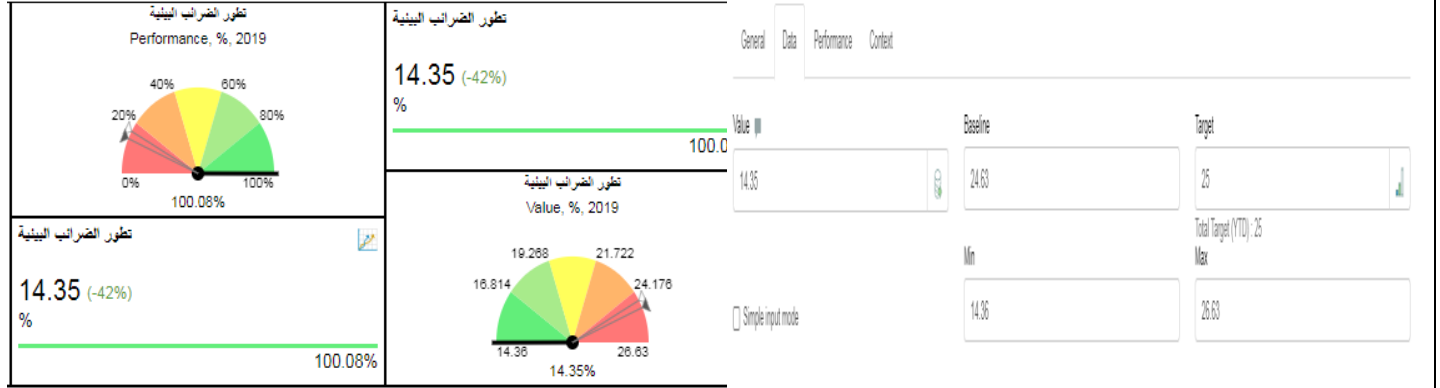 تطور الضرائب البيئية
Performance, %, 2019
40%
60%
20%
80%
0%
100%
100.08%
تطور الضرائب البيئية
14.35 (-42%)
%
100.08%
تطور الضرائب البيئية
14.35 (-42%)
%
100.0
تطور الضرائب البيئية
Value, %, 2019
19.268
21.722
16.814
24.176
14.36
26.63
14.35%
General Data Performance Context
Value Baseline Target
14.35 24.63 25
Total Target (YTD) : 25
Min Max
Simple input mode 14.36 26.63